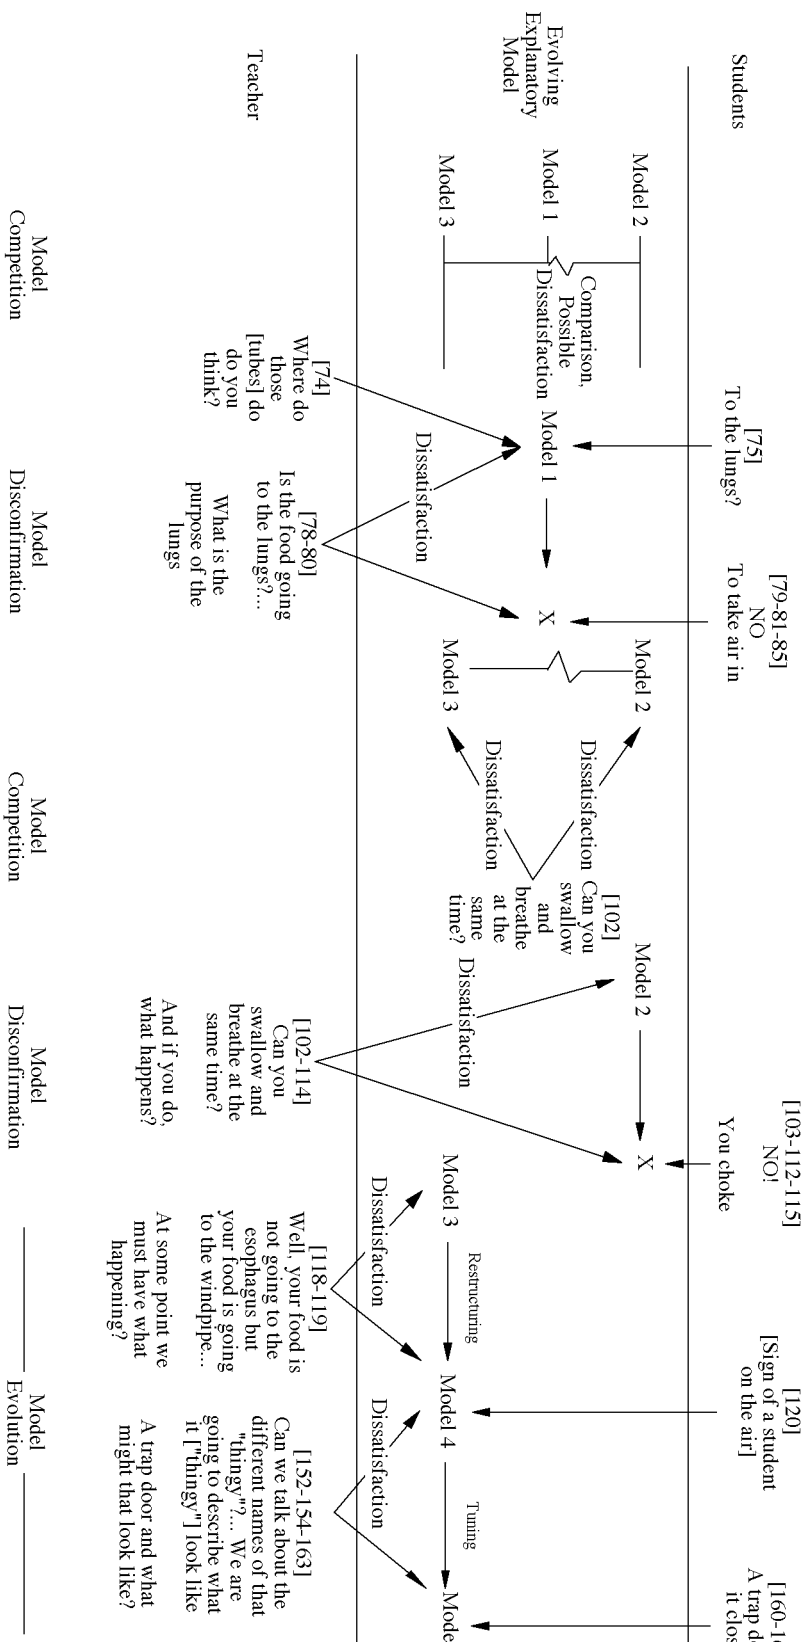 Students
[75]
To the lungs?
[79-81-85]
NO
To take air in
[103-112-115]
NO!
You choke
[120]
[Sign of a student
on the air]
A trap
it
Evolving
Explanatory
Model
Model 2
Model 1
Model 3
Comparison,
Possible
Dissatisfaction
Model 1
Dissatisfaction
X
Model 2
Model 3
Dissatisfaction
Dissatisfaction
[102]
Can you
swallow
and
breathe
at the
same
time?
Model 2
Dissatisfaction
X
Model 3
Restructuring
Dissatisfaction
Model 4
Tuning
Dissatisfaction
Teacher
[74]
Where do
those
[tubes] do
do you
think?
[78-80]
Is the food going
to the lungs?...
What is the
purpose of the
lungs
[102-114]
Can you
swallow and
breathe at the
same time?
And if you do,
what happens?
[118-119]
Well, your food is
not going to the
esophagus but
your food is going
to the windpipe...
At some point we
must have what
happening?
[152-154-163]
Can we talk about the
different names of that
"thingy"?... We are
going to describe what
it ["thingy"] look like
A trap door and what
might that look like?
Model
Competition
Model
Disconfirmation
Model
Competition
Model
Disconfirmation
Model
Evolution